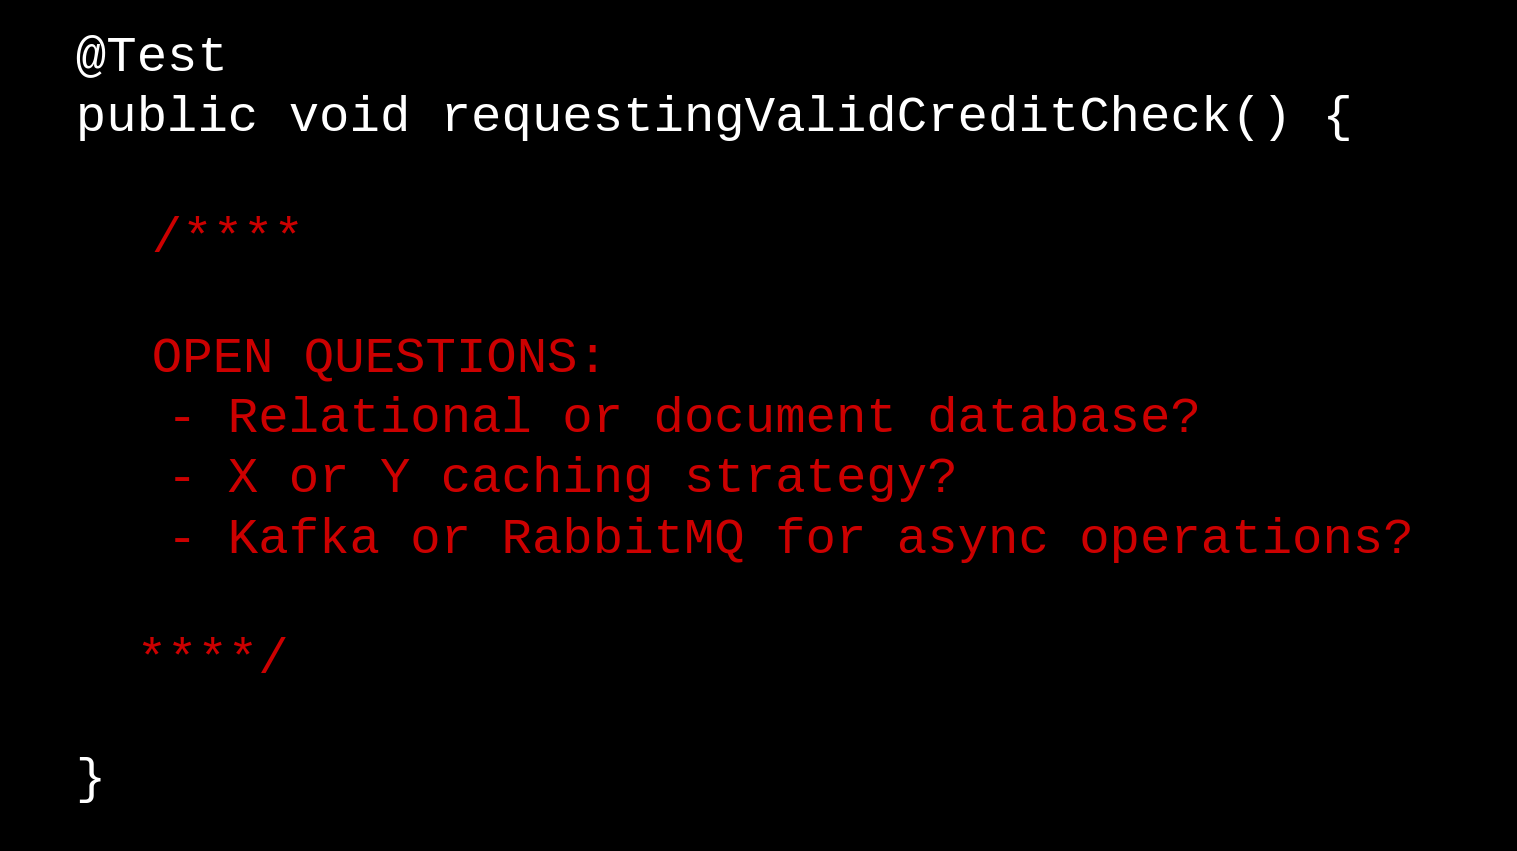 @Test
public void requestingValidCreditCheck() {
/****
OPEN QUESTIONS:
- Relational or document database?
- X or Y caching strategy?
- Kafka or RabbitMQ for async operations?
****/
}